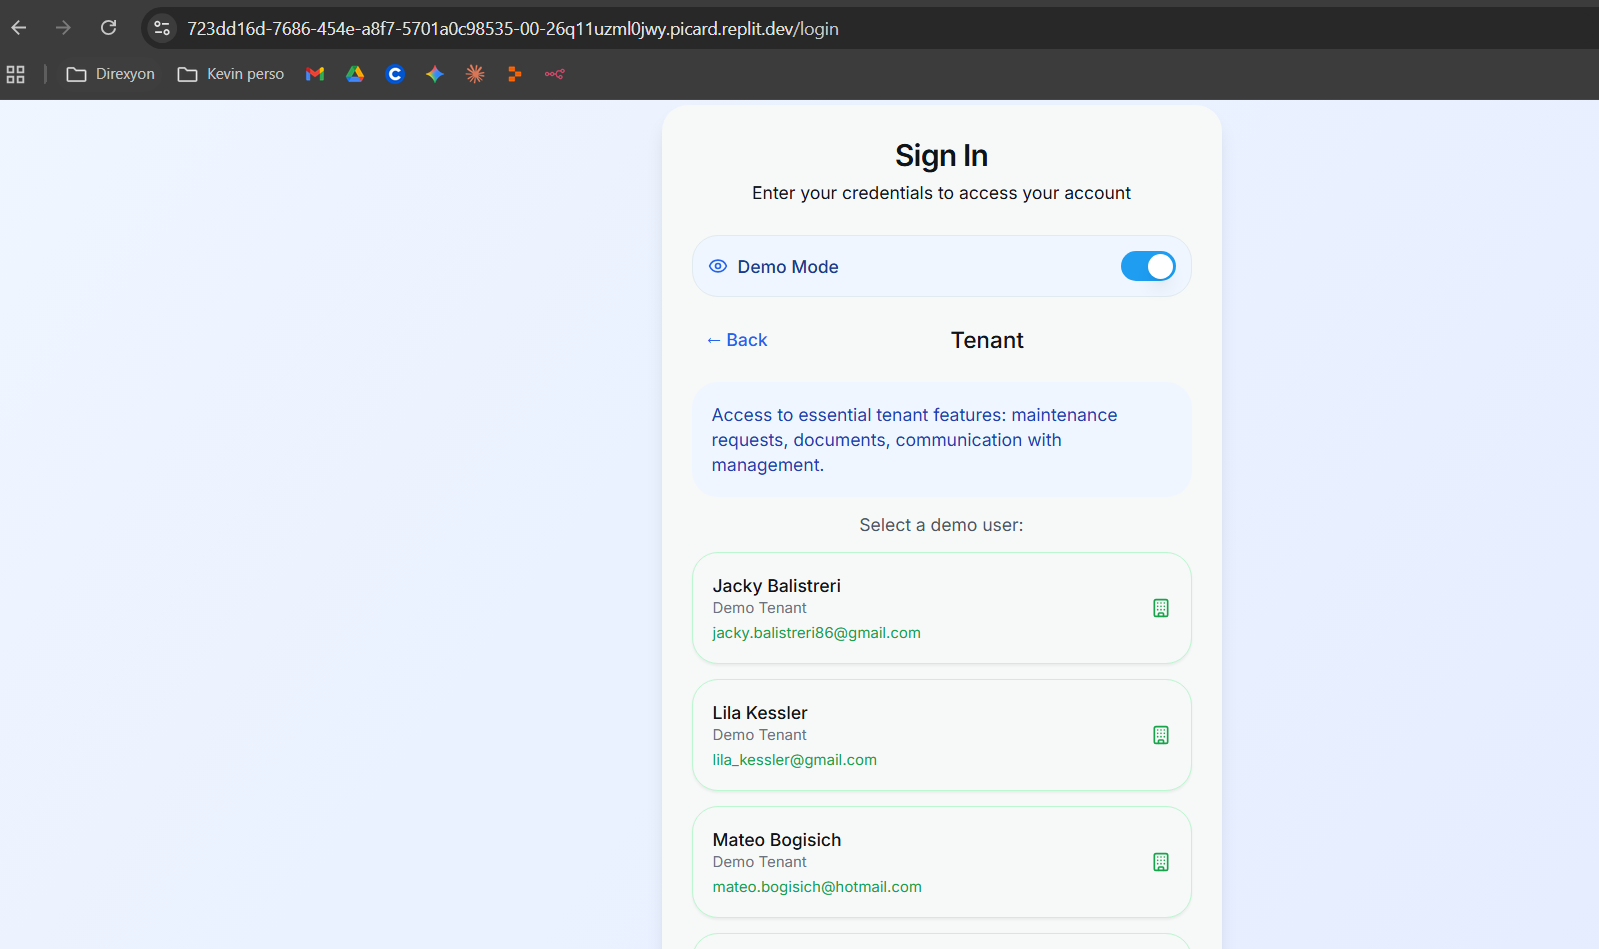 723dd16d-7686-454e-a8f7-5701a0c98535-00-26q11uzml0jwy.picard.replit.dev/login
Direxyon
Kevin perso
Sign In
Enter your credentials to access your account
Demo Mode
← Back
Tenant
Access to essential tenant features: maintenance
requests, documents, communication with
management.
Select a demo user:
Jacky Balistreri
Demo Tenant
jacky.balistreri86@gmail.com
Lila Kessler
Demo Tenant
lila_kessler@gmail.com
Mateo Bogisich
Demo Tenant
mateo.bogisich@hotmail.com